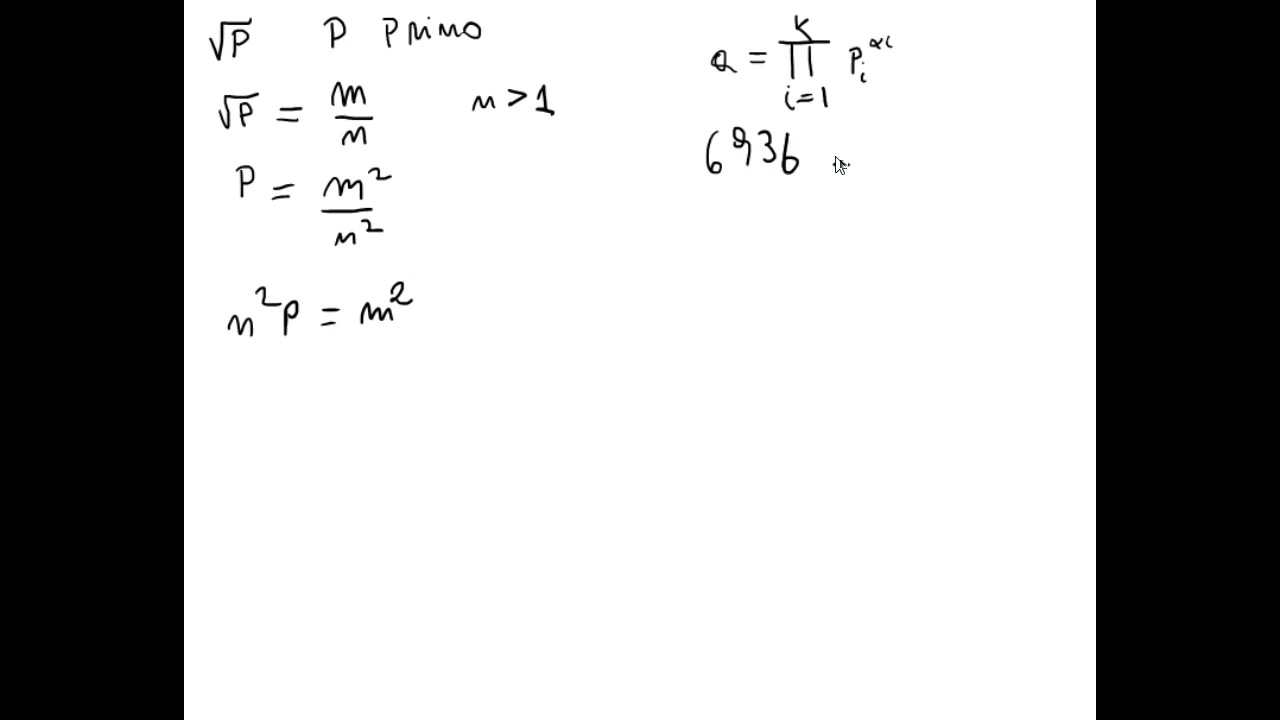 √P P PRIMO
√P = m/n n > 1
P = m²/n²
n²P = m²
a = ∏_{i=1}^{K} P_i^{αi}
6936